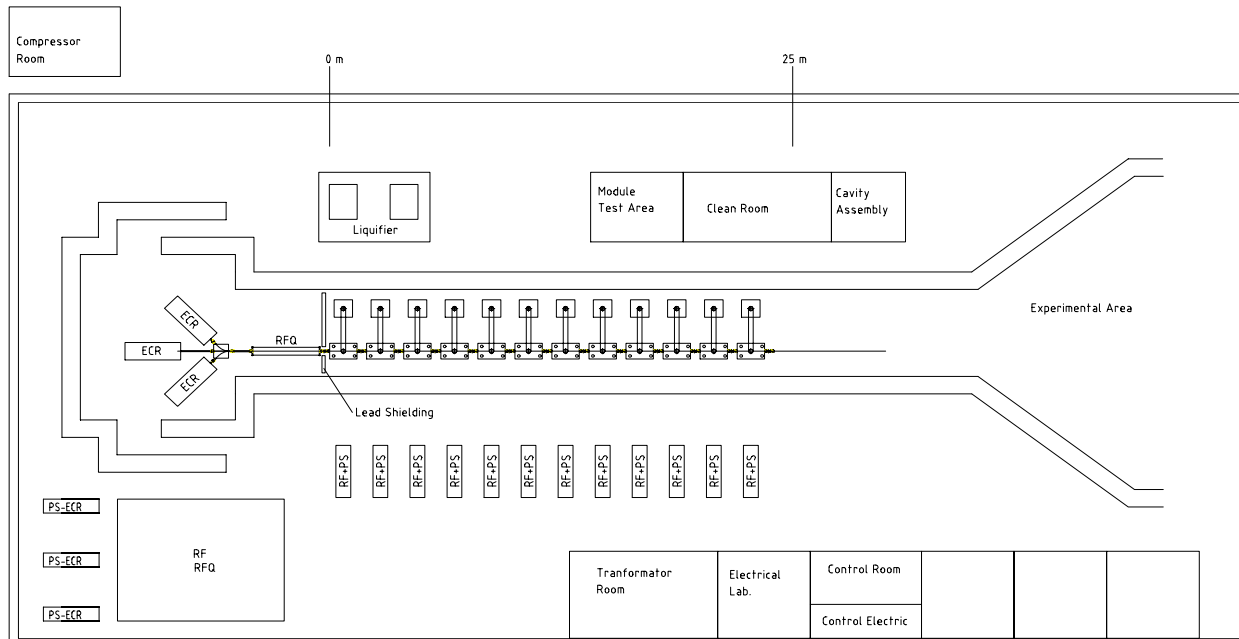 Compressor
Room
0 m
25 m
Module
Test Area
Clean Room
Cavity
Assembly
Liquifier
Experimental Area
ECR
ECR
ECR
RFQ
Lead Shielding
RF+PS
RF+PS
RF+PS
RF+PS
RF+PS
RF+PS
RF+PS
RF+PS
RF+PS
RF+PS
RF+PS
RF+PS
PS-ECR
PS-ECR
PS-ECR
RF
RFQ
Tranformator
Room
Electrical
Lab.
Control Room
Control Electric